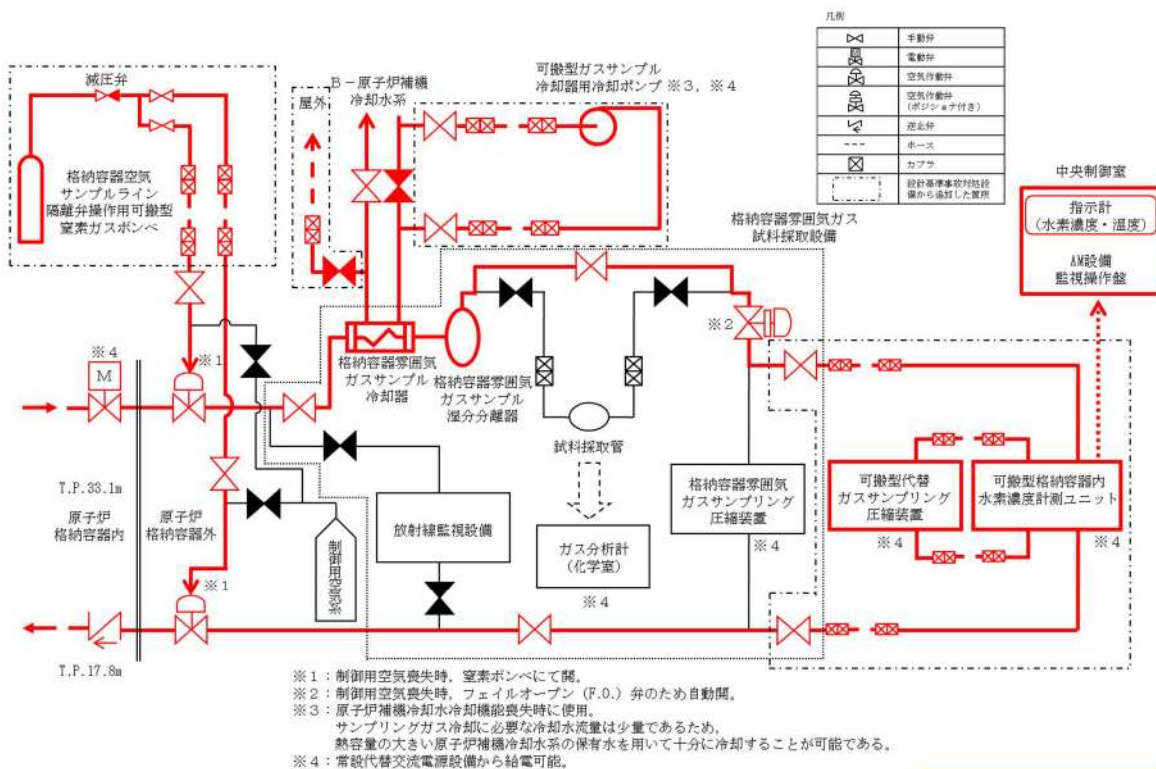 凡例
手動弁
電動弁
空気作動弁
空気作動弁
(ポジショナ付き)
逆止弁
ホース
カプラ
設計基準事故対処設
備から追加した箇所
減圧弁
格納容器空気
サンプルライン
隔離弁操作用可搬型
窒素ガスボンベ
屋外
B－原子炉補機
冷却水系
可搬型ガスサンプル
冷却器用冷却ポンプ ※3, ※4
格納容器雰囲気ガス
試料採取設備
中央制御室
指示計
(水素濃度・温度)
AM設備
監視操作盤
※4
M
※1
※2
格納容器雰囲気
ガスサンプル
冷却器
格納容器雰囲気
ガスサンプル
湿分分離器
試料採取管
T.P.33.1m
原子炉
格納容器内
原子炉
格納容器外
制御用空気系
放射線監視設備
ガス分析計
(化学室)
※4
格納容器雰囲気
ガスサンプリング
圧縮装置
※4
可搬型代替
ガスサンプリング
圧縮装置
※4
可搬型格納容器内
水素濃度計測ユニット
※4
※1
T.P.17.8m
※1：制御用空気喪失時，窒素ボンベにて開。
※2：制御用空気喪失時，フェイルオープン（F.O.）弁のため自動開。
※3：原子炉補機冷却水冷却機能喪失時に使用。
サンプリングガス冷却に必要な冷却水流量は少量であるため，
熱容量の大きい原子炉補機冷却水系の保有水を用いて十分に冷却することが可能である。
※4：常設代替交流電源設備から給電可能。